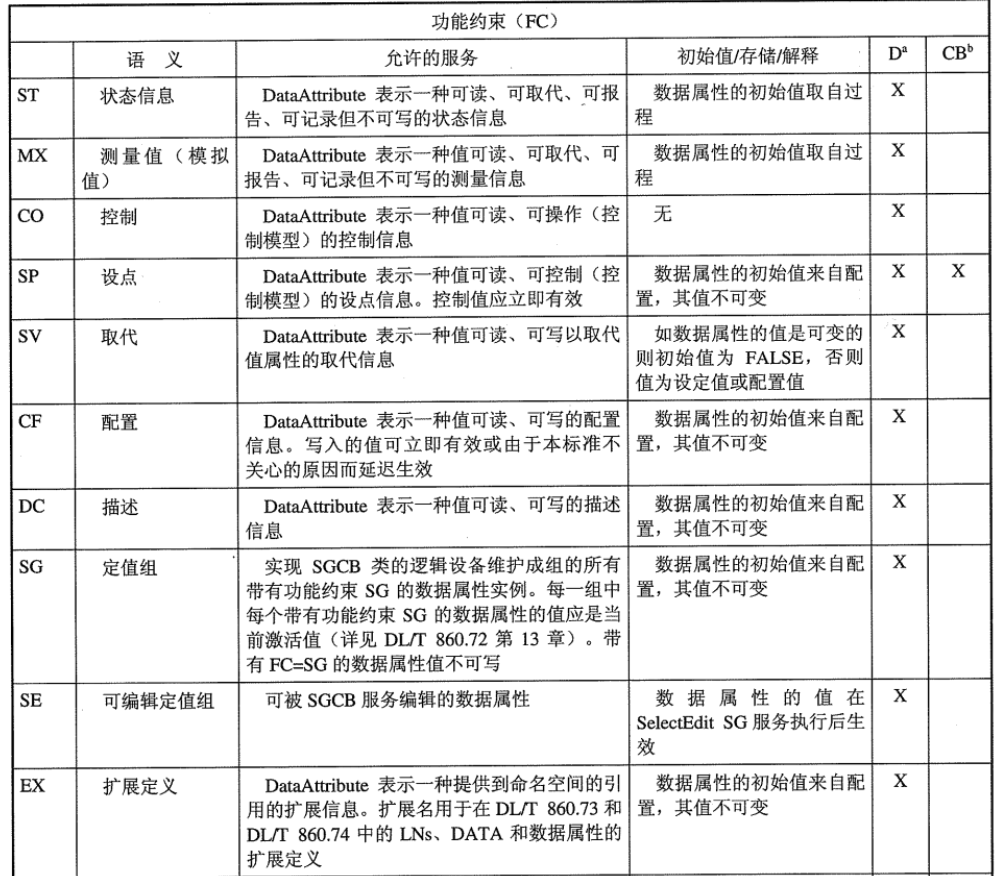 功能约束（FC）
语 义 允许的服务 初始值/存储/解释 Dᵃ CBᵇ
ST 状态信息 DataAttribute 表示一种可读、可取代、可报 数据属性的初始值取自过 X
告、可记录但不可写的状态信息 程
MX 测量值（模拟 DataAttribute 表示一种值可读、可取代、可 数据属性的初始值取自过 X
值） 报告、可记录但不可写的测量信息 程
CO 控制 DataAttribute 表示一种值可读、可操作（控 无 X
制模型）的控制信息
SP 设点 DataAttribute 表示一种值可读、可控制（控 数据属性的初始值来自配 X X
制模型）的设点信息。控制值应立即有效 置，其值不可变
SV 取代 DataAttribute 表示一种值可读、可写以取代 如数据属性的值是可变的 X
值属性的取代信息 则初始值为 FALSE，否则
值为设定值或配置值
CF 配置 DataAttribute 表示一种值可读、可写的配置 数据属性的初始值来自配 X
信息。写入的值可立即有效或由于本标准不 置，其值不可变
关心的原因而延迟生效
DC 描述 DataAttribute 表示一种值可读、可写的描述 数据属性的初始值来自配 X
信息 置，其值不可变
SG 定值组 实现 SGCB 类的逻辑设备维护成组的所有 数据属性的初始值来自配 X
带有功能约束 SG 的数据属性实例。每一组中 置，其值不可变
每个带有功能约束 SG 的数据属性的值应是当
前激活值（详见 DL/T 860.72 第 13 章）。带
有 FC=SG 的数据属性值不可写
SE 可编辑定值组 可被 SGCB 服务编辑的数据属性 数据属性的值在 X
SelectEdit SG 服务执行后生
效
EX 扩展定义 DataAttribute 表示一种提供到命名空间的引 数据属性的初始值来自配 X
用的扩展信息。扩展名用于在 DL/T 860.73 和 置，其值不可变
DL/T 860.74 中的 LNs、DATA 和数据属性的
扩展定义